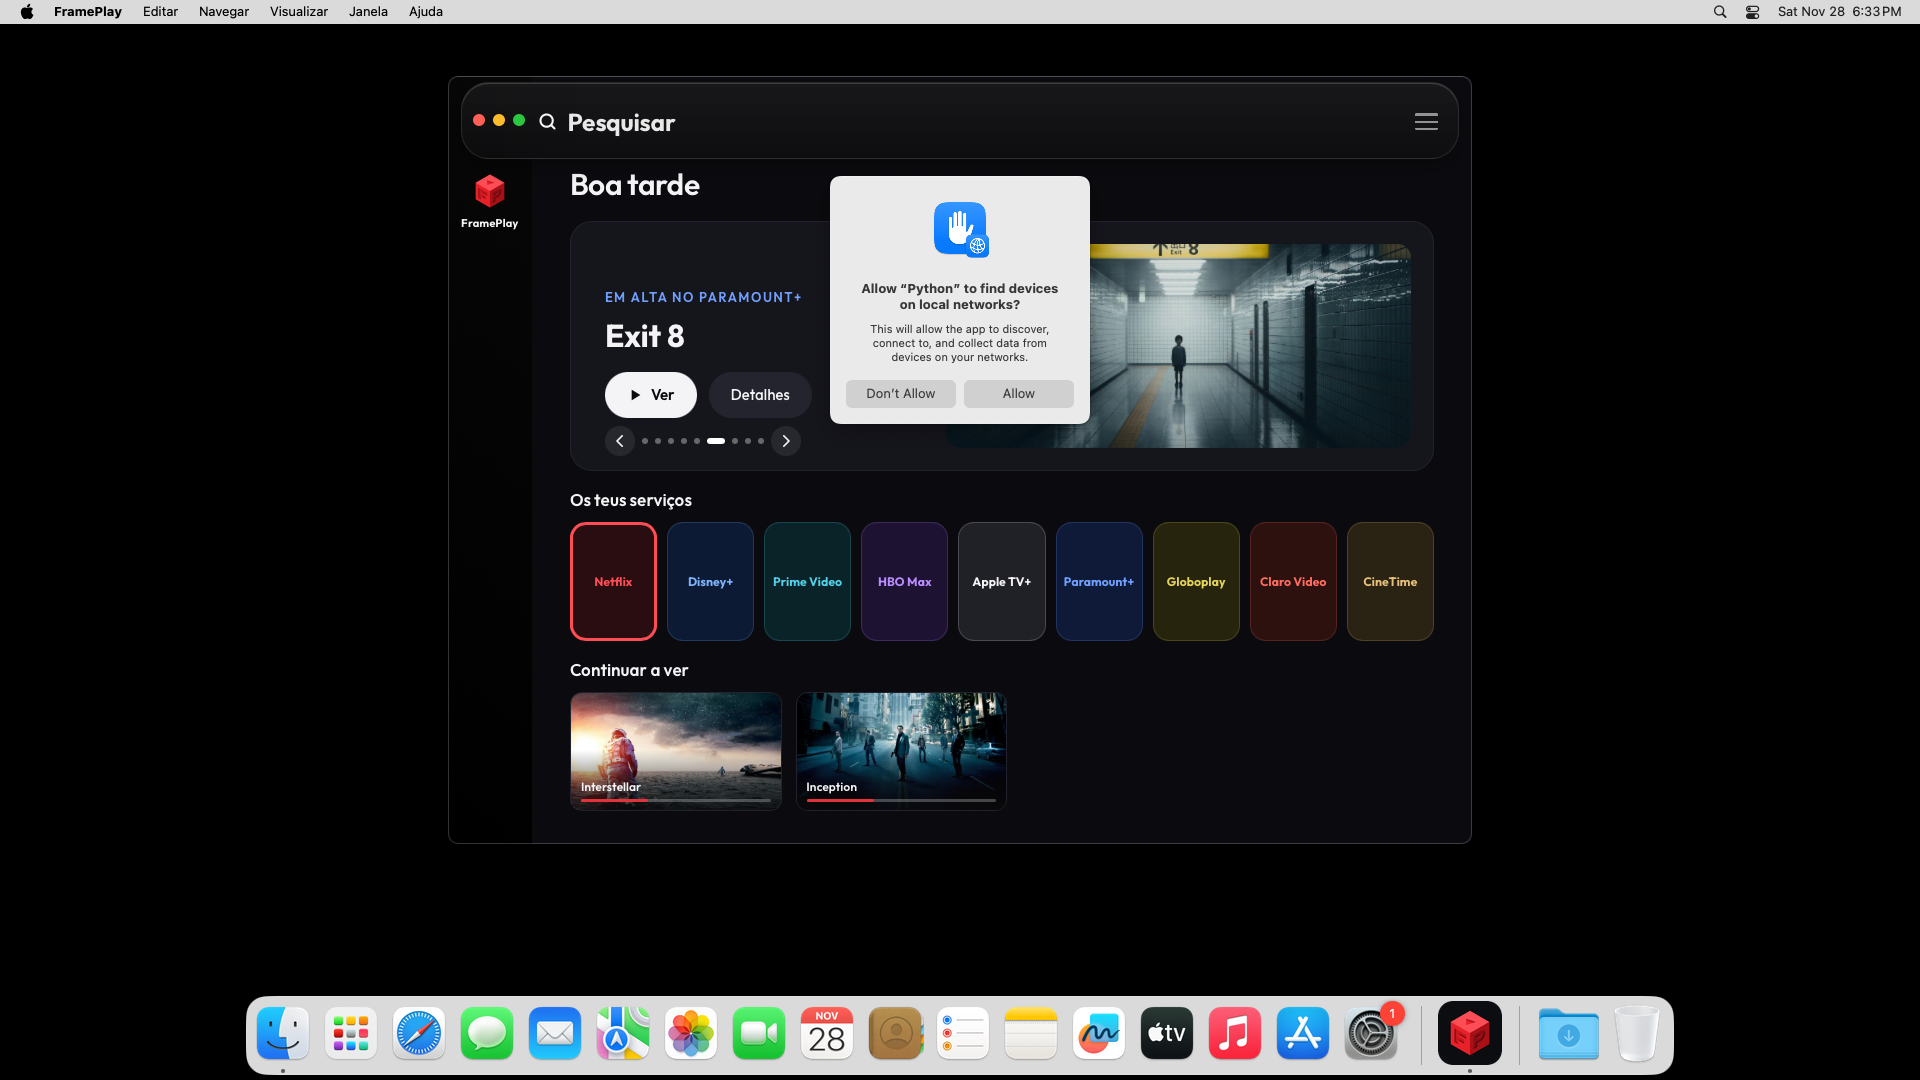 FramePlay Editar Navegar Visualizar Janela Ajuda
Sat Nov 28 6:33 PM
Pesquisar
FramePlay
Boa tarde
EM ALTA NO PARAMOUNT+
Exit 8
Ver
Detalhes
出口
Exit 8
Allow “Python” to find devices
on local networks?
This will allow the app to discover,
connect to, and collect data from
devices on your networks.
Don’t Allow
Allow
Os teus serviços
Netflix
Disney+
Prime Video
HBO Max
Apple TV+
Paramount+
Globoplay
Claro Video
CineTime
Continuar a ver
Interstellar
Inception
NOV
28
tv
1